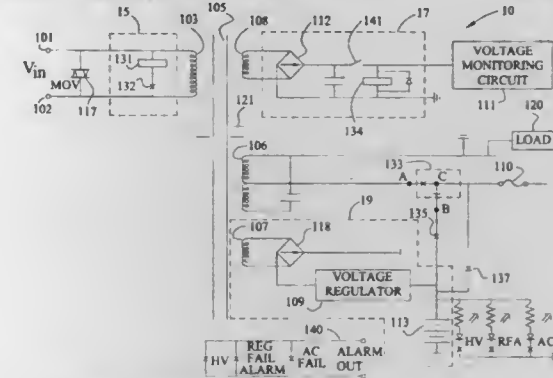 15
103
105
108
112
141
17
10
101
131
Vin
132
MOV
102
117
134
VOLTAGE
MONITORING
CIRCUIT
111
120
LOAD
121
106
133
110
A
C
B
135
19
107
118
137
VOLTAGE
REGULATOR
109
113
140
HV
REG
FAIL
ALARM
AC
FAIL
ALARM
OUT
HV
RFA
AC